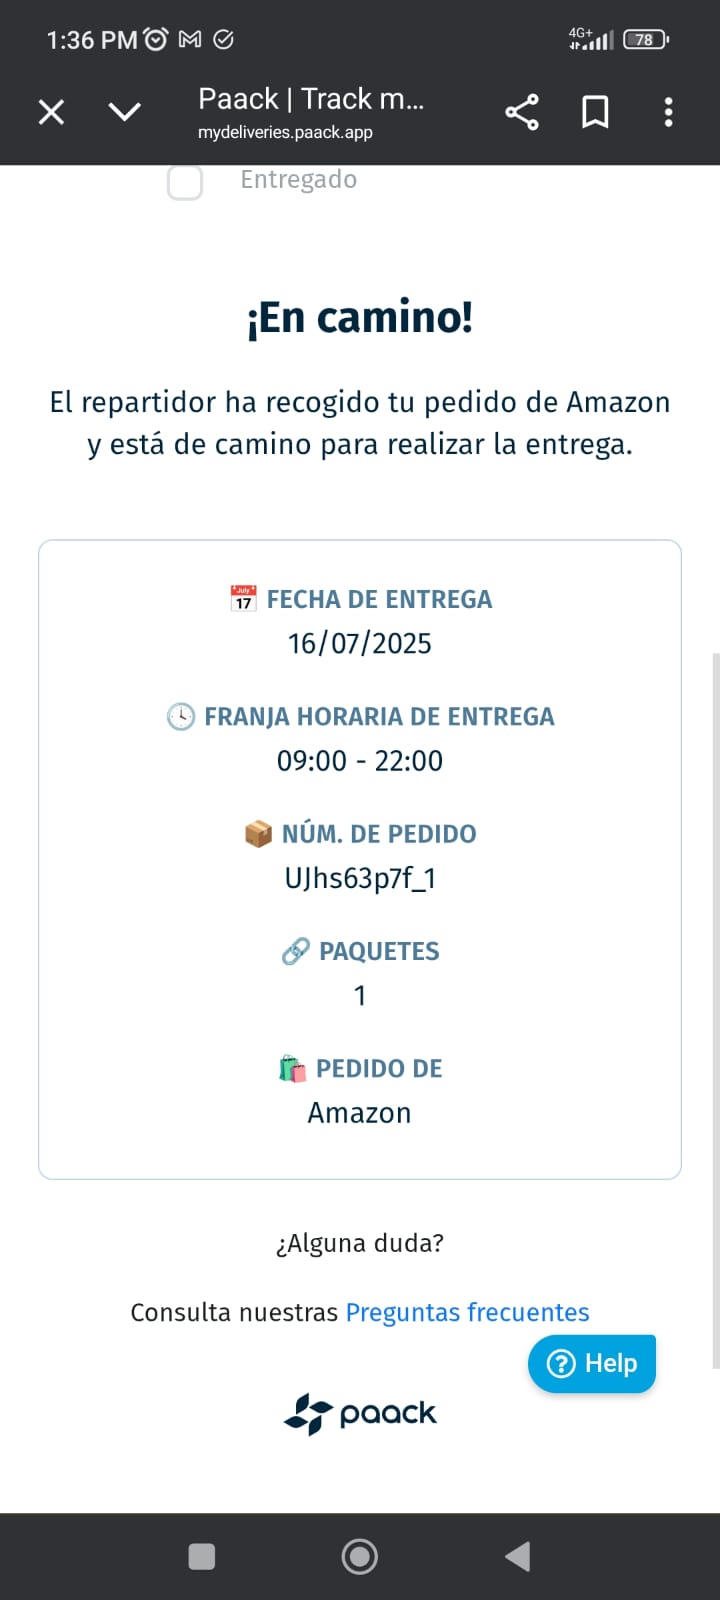 1:36 PM
4G+
78
Paack | Track m...
mydeliveries.paack.app
Entregado
¡En camino!
El repartidor ha recogido tu pedido de Amazon
y está de camino para realizar la entrega.
July
17
FECHA DE ENTREGA
16/07/2025
FRANJA HORARIA DE ENTREGA
09:00 - 22:00
NÚM. DE PEDIDO
UJhs63p7f_1
PAQUETES
1
PEDIDO DE
Amazon
¿Alguna duda?
Consulta nuestras Preguntas frecuentes
? Help
paack